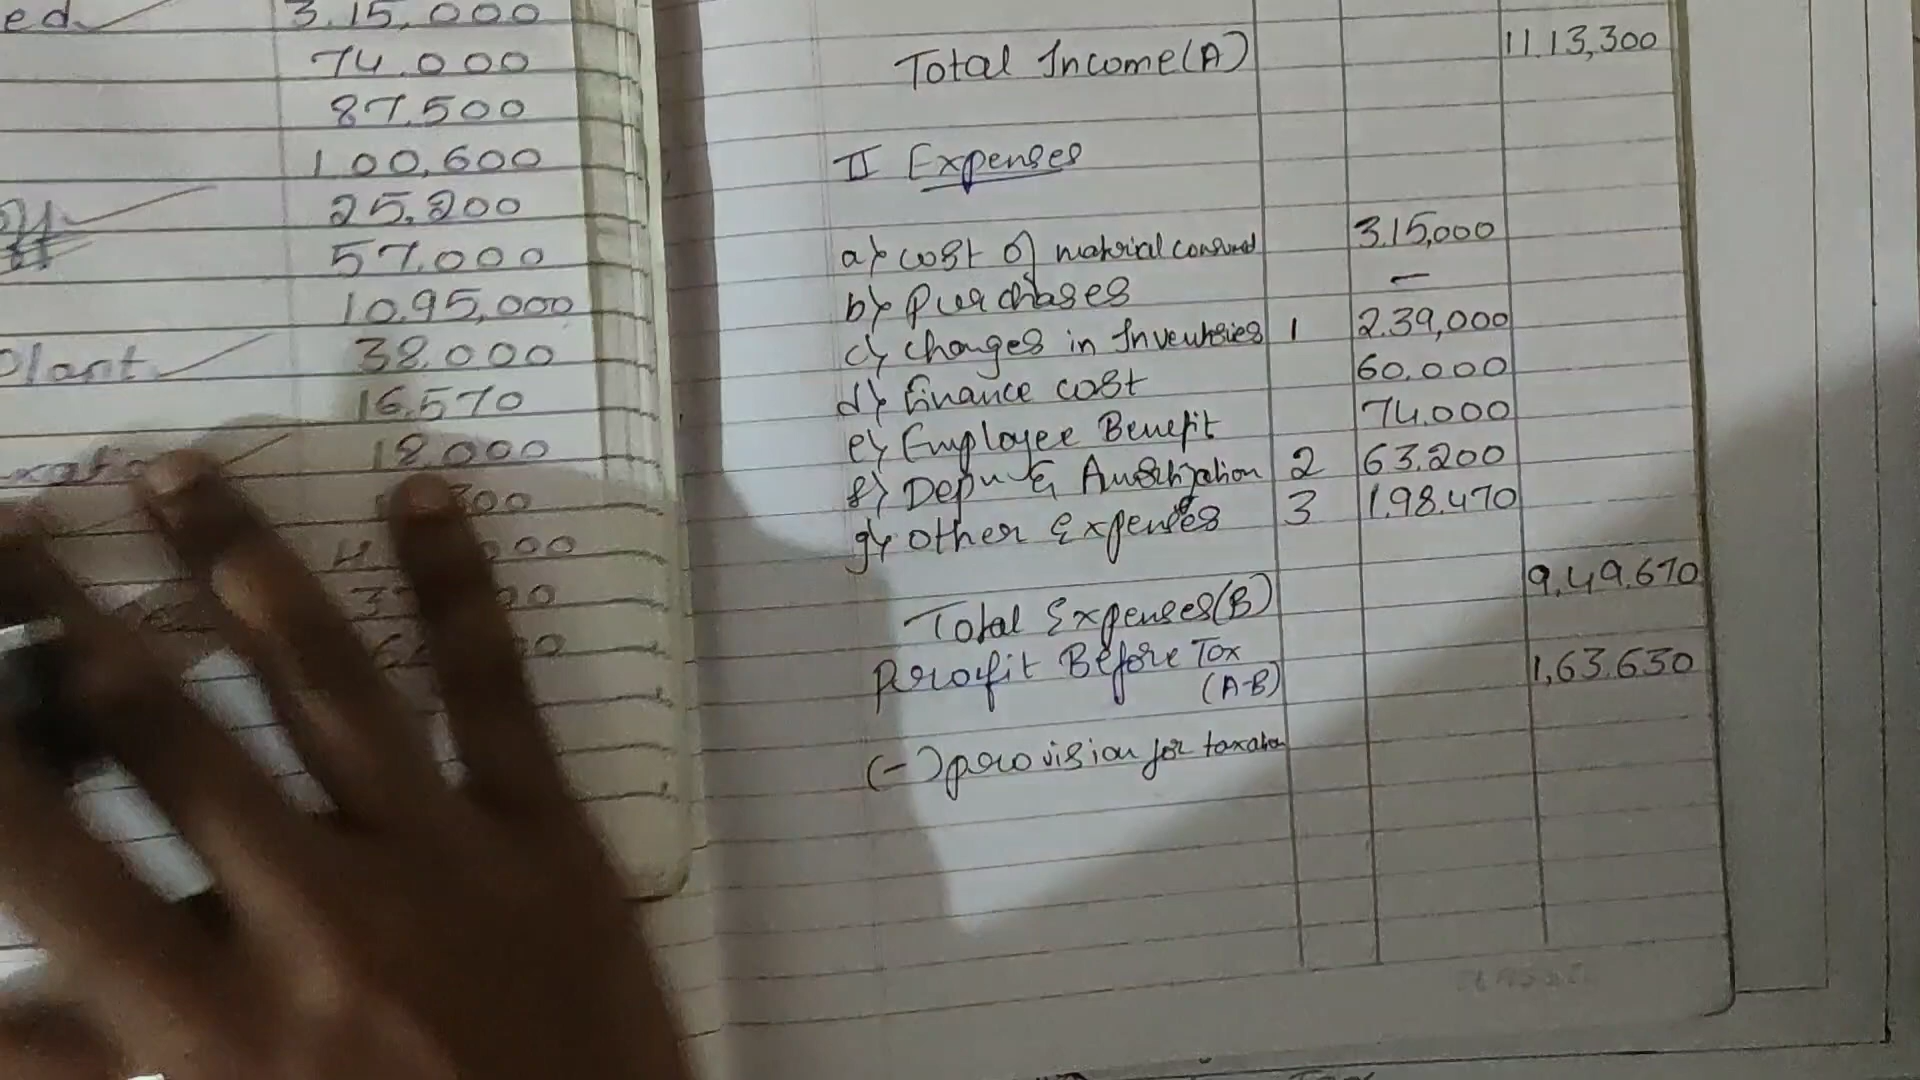 ed 3,15,000
74,000
87,500
1,00,600
25,200
57,000
10,95,000
Plant 38,000
16,570
18,000
Total Income(A) 11,13,300
II Expenses
a) cost of material consumed 3,15,000
b) purchases —
c) changes in Inventories 1 2,39,000
d) finance cost 60,000
e) Employee Benefit 74,000
f) Depn & Amortization 2 63,200
g) other Expenses 3 1,98,470
Total Expenses(B) 9,49,670
profit Before Tax (A-B) 1,63,630
(-) provision for taxation